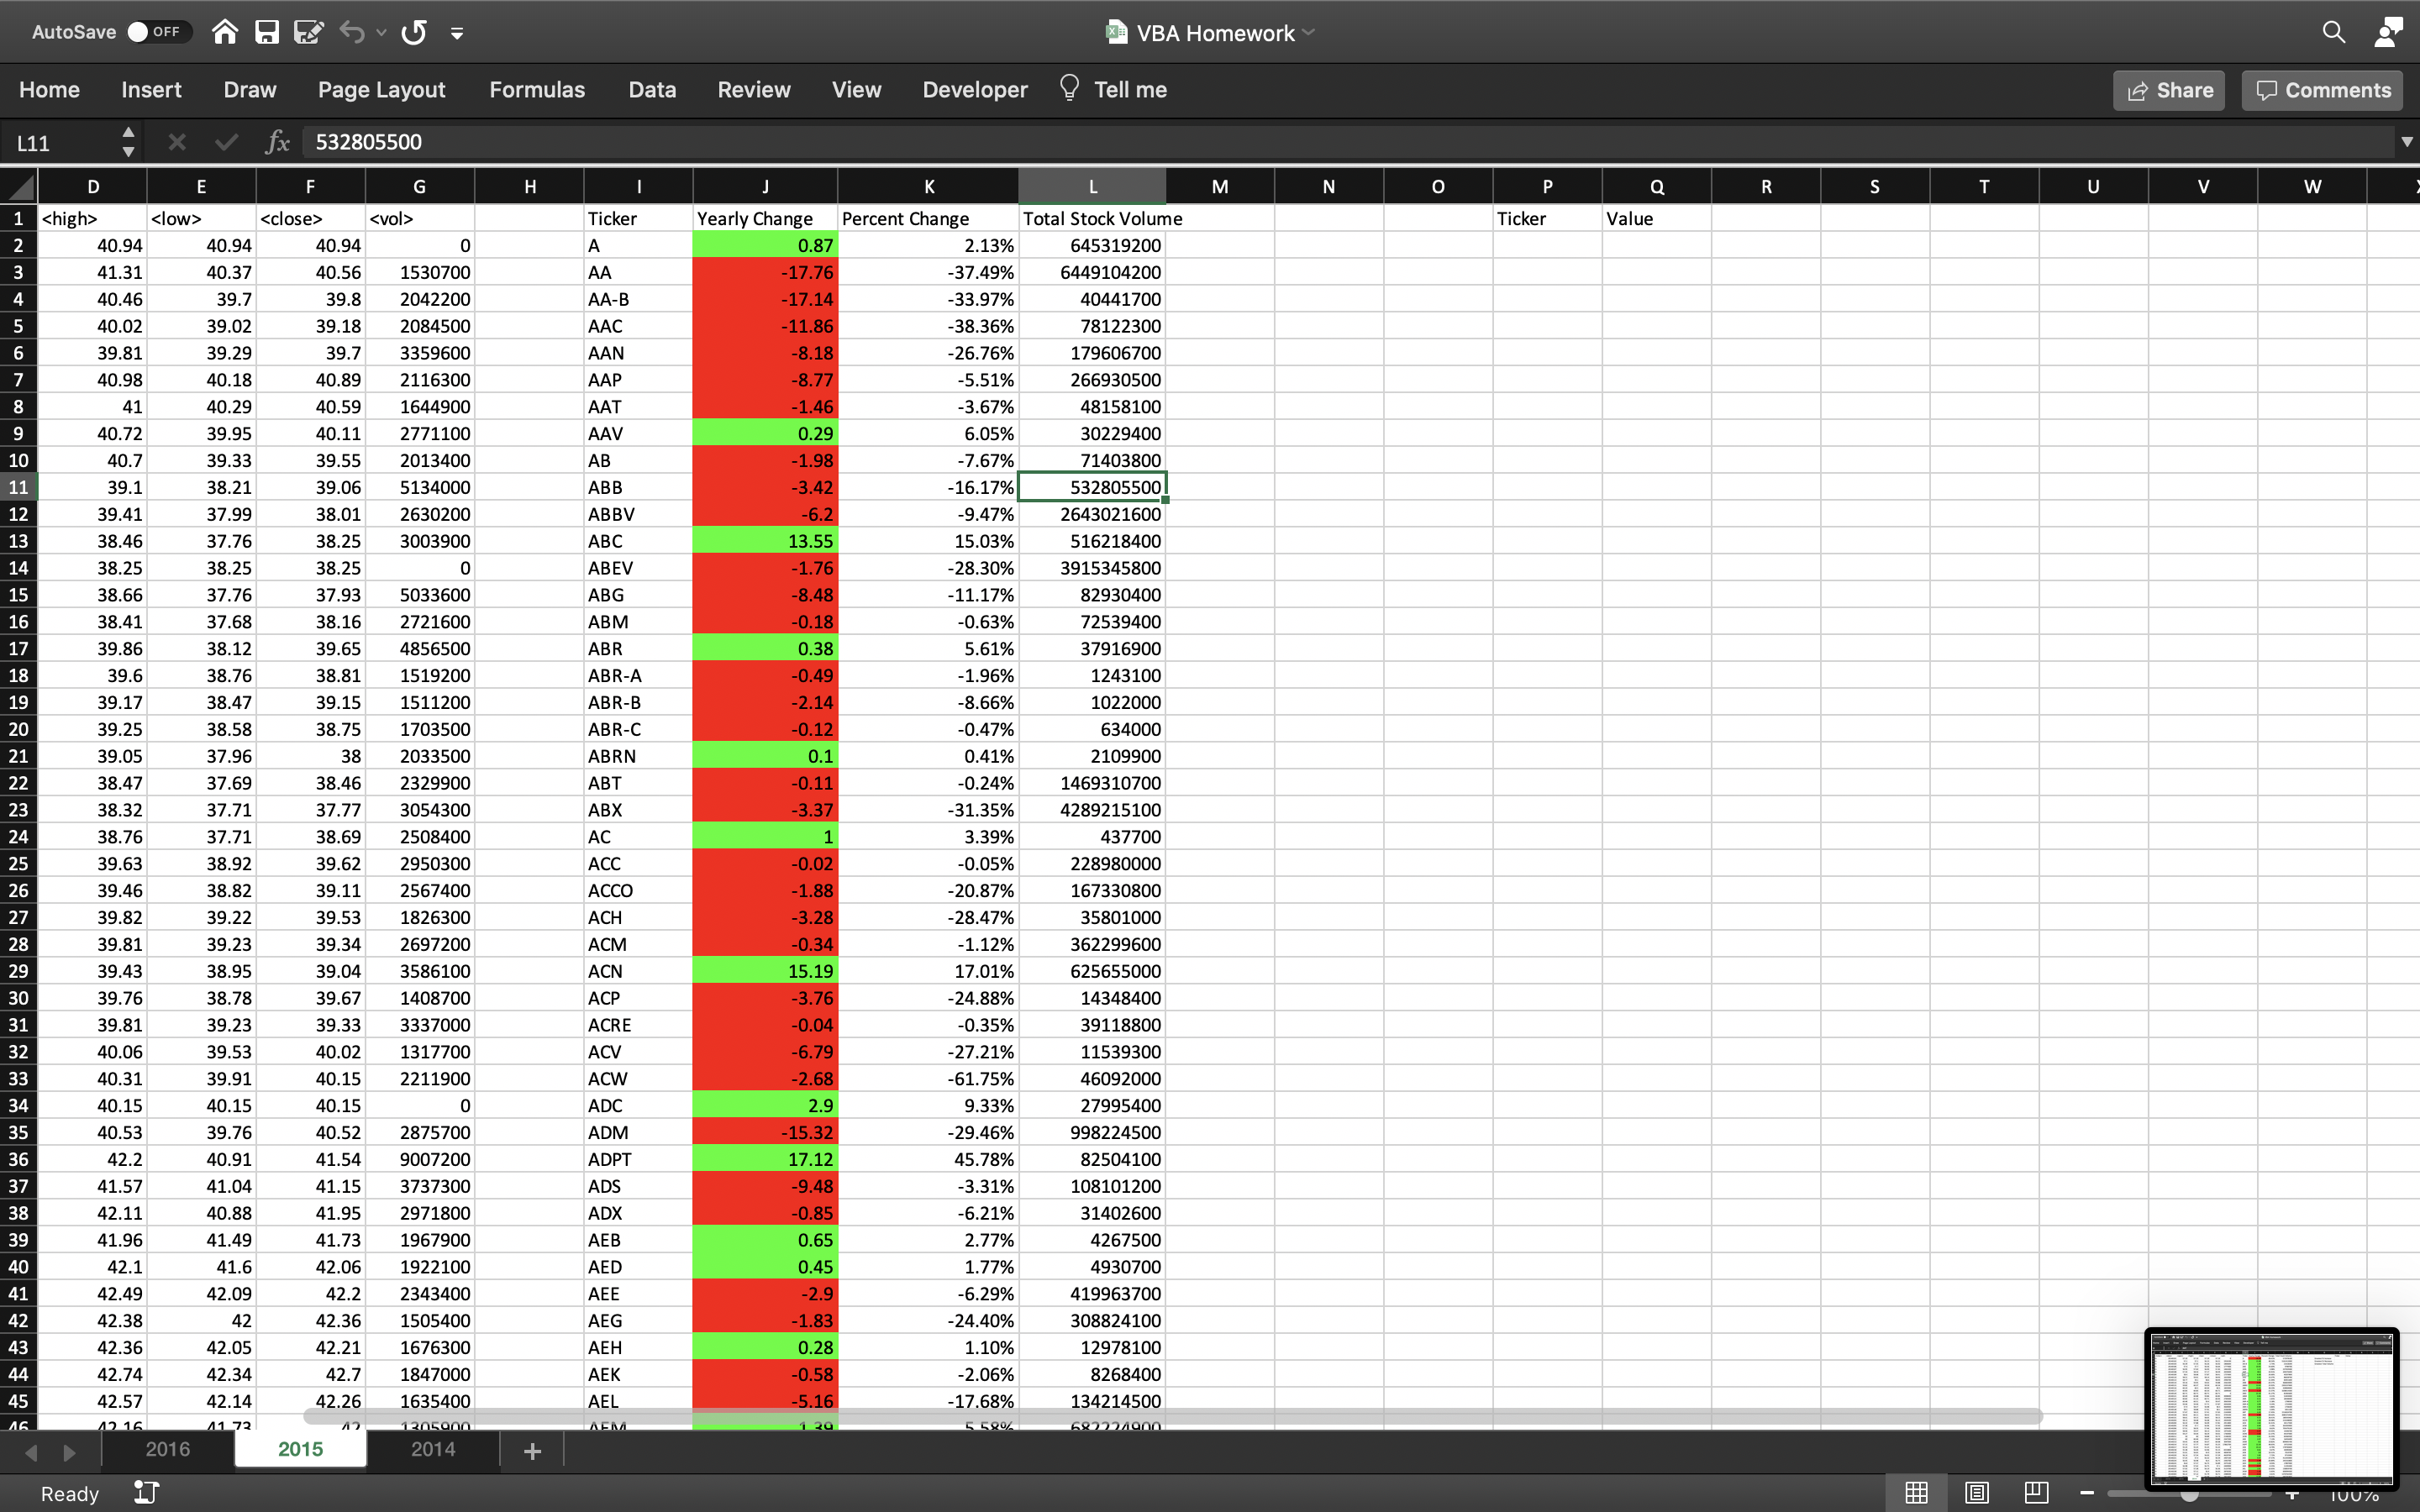 AutoSave OFF VBA Homework
Home Insert Draw Page Layout Formulas Data Review View Developer Tell me Share Comments
L11 fx 532805500
D E F G H I J K L M N O P Q R S T U V W
1 <high> <low> <close> <vol> Ticker Yearly Change Percent Change Total Stock Volume Ticker Value
2 40.94 40.94 40.94 0 A 0.87 2.13% 645319200
3 41.31 40.37 40.56 1530700 AA -17.76 -37.49% 6449104200
4 40.46 39.7 39.8 2042200 AA-B -17.14 -33.97% 40441700
5 40.02 39.02 39.18 2084500 AAC -11.86 -38.36% 78122300
6 39.81 39.29 39.7 3359600 AAN -8.18 -26.76% 179606700
7 40.98 40.18 40.89 2116300 AAP -8.77 -5.51% 266930500
8 41 40.29 40.59 1644900 AAT -1.46 -3.67% 48158100
9 40.72 39.95 40.11 2771100 AAV 0.29 6.05% 30229400
10 40.7 39.33 39.55 2013400 AB -1.98 -7.67% 71403800
11 39.1 38.21 39.06 5134000 ABB -3.42 -16.17% 532805500
12 39.41 37.99 38.01 2630200 ABBV -6.2 -9.47% 2643021600
13 38.46 37.76 38.25 3003900 ABC 13.55 15.03% 516218400
14 38.25 38.25 38.25 0 ABEV -1.76 -28.30% 3915345800
15 38.66 37.76 37.93 5033600 ABG -8.48 -11.17% 82930400
16 38.41 37.68 38.16 2721600 ABM -0.18 -0.63% 72539400
17 39.86 38.12 39.65 4856500 ABR 0.38 5.61% 37916900
18 39.6 38.76 38.81 1519200 ABR-A -0.49 -1.96% 1243100
19 39.17 38.47 39.15 1511200 ABR-B -2.14 -8.66% 1022000
20 39.25 38.58 38.75 1703500 ABR-C -0.12 -0.47% 634000
21 39.05 37.96 38 2033500 ABRN 0.1 0.41% 2109900
22 38.47 37.69 38.46 2329900 ABT -0.11 -0.24% 1469310700
23 38.32 37.71 37.77 3054300 ABX -3.37 -31.35% 4289215100
24 38.76 37.71 38.69 2508400 AC 1 3.39% 437700
25 39.63 38.92 39.62 2950300 ACC -0.02 -0.05% 228980000
26 39.46 38.82 39.11 2567400 ACCO -1.88 -20.87% 167330800
27 39.82 39.22 39.53 1826300 ACH -3.28 -28.47% 35801000
28 39.81 39.23 39.34 2697200 ACM -0.34 -1.12% 362299600
29 39.43 38.95 39.04 3586100 ACN 15.19 17.01% 625655000
30 39.76 38.78 39.67 1408700 ACP -3.76 -24.88% 14348400
31 39.81 39.23 39.33 3337000 ACRE -0.04 -0.35% 39118800
32 40.06 39.53 40.02 1317700 ACV -6.79 -27.21% 11539300
33 40.31 39.91 40.15 2211900 ACW -2.68 -61.75% 46092000
34 40.15 40.15 40.15 0 ADC 2.9 9.33% 27995400
35 40.53 39.76 40.52 2875700 ADM -15.32 -29.46% 998224500
36 42.2 40.91 41.54 9007200 ADPT 17.12 45.78% 82504100
37 41.57 41.04 41.15 3737300 ADS -9.48 -3.31% 108101200
38 42.11 40.88 41.95 2971800 ADX -0.85 -6.21% 31402600
39 41.96 41.49 41.73 1967900 AEB 0.65 2.77% 4267500
40 42.1 41.6 42.06 1922100 AED 0.45 1.77% 4930700
41 42.49 42.09 42.2 2343400 AEE -2.9 -6.29% 419963700
42 42.38 42 42.36 1505400 AEG -1.83 -24.40% 308824100
43 42.36 42.05 42.21 1676300 AEH 0.28 1.10% 12978100
44 42.74 42.34 42.7 1847000 AEK -0.58 -2.06% 8268400
45 42.57 42.14 42.26 1635400 AEL -5.16 -17.68% 134214500
46 42.16 41.73 42 1305900 AEM 1.39 5.58% 682224900
2016 2015 2014
Ready 100%